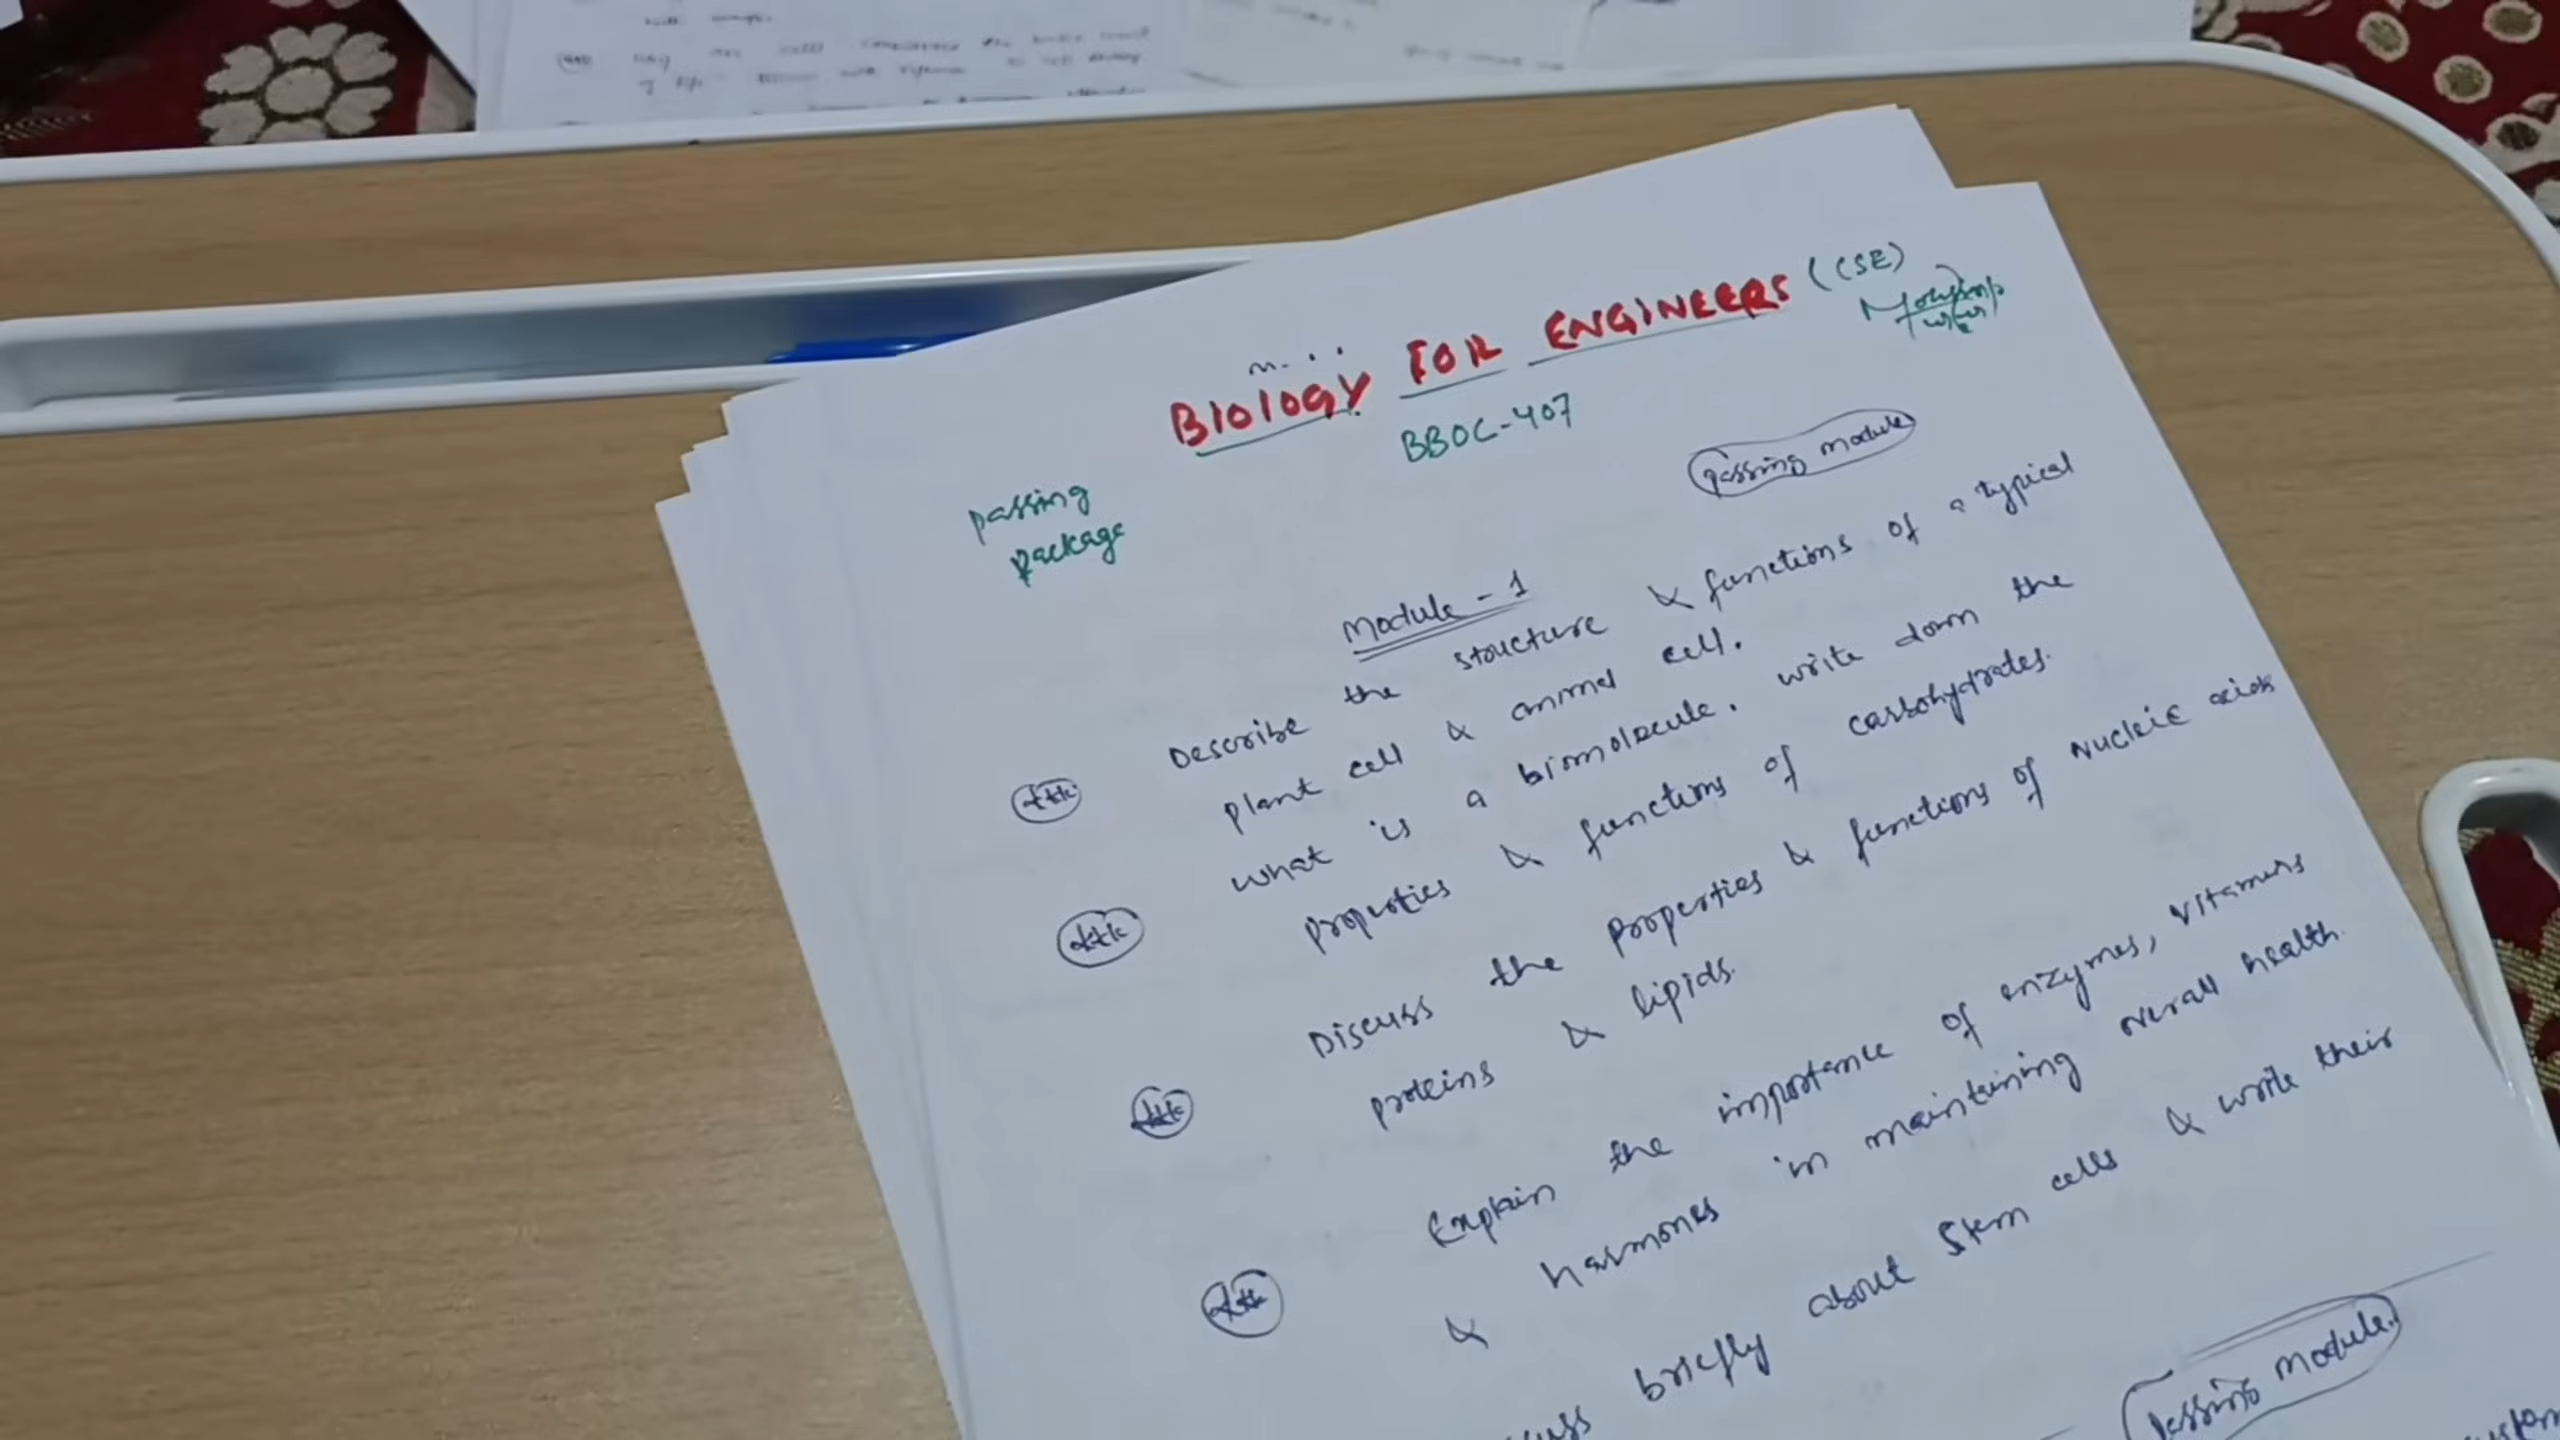 BIOLOGY FOR ENGINEERS (CSE)
BBOC-407
passing
package
passing module
Module - 1
Describe the structure & functions of a typical
plant cell & animal cell.
What is a biomolecule. write down the
properties & functions of carbohydrates.
Discuss the properties & functions of Nucleic acids
proteins & lipids.
Explain the importance of enzymes, vitamins
& harmones in maintaining overall health.
briefly about stem cells & write their
passing module.